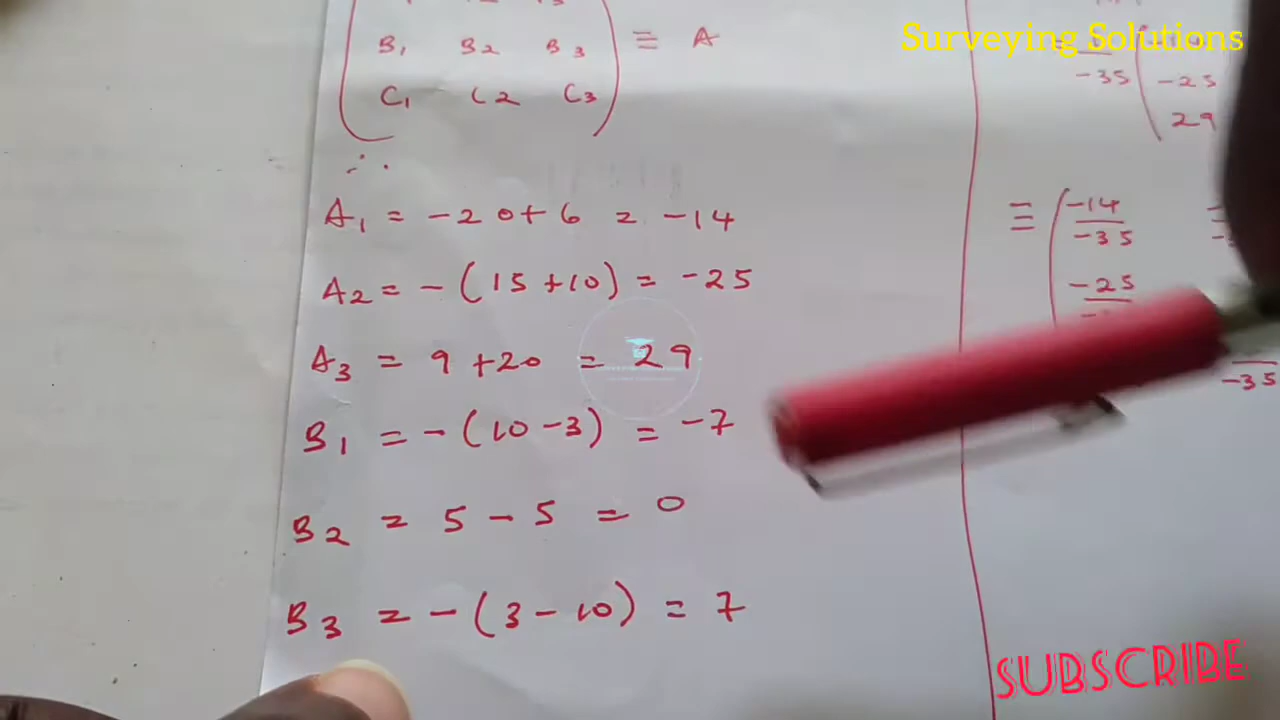 B1 B2 B3 ≡ A
C1 C2 C3
∴
A1 = -20+6 = -14
A2 = -(15+10) = -25
A3 = 9+20 = 29
B1 = -(10-3) = -7
B2 = 5-5 = 0
B3 = -(3-10) = 7
Surveying Solutions
-35
-25
29
≡ -14
-35
-25
-35
SUBSCRIBE